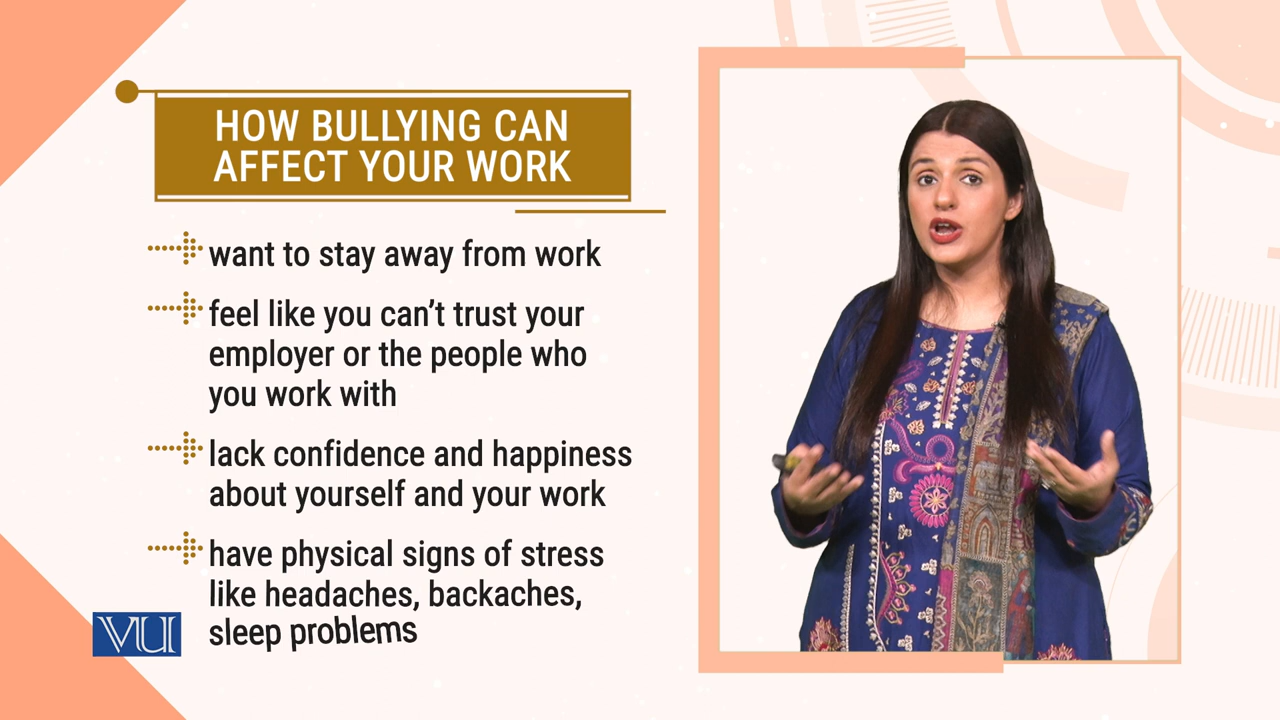 HOW BULLYING CAN
AFFECT YOUR WORK
want to stay away from work
feel like you can’t trust your
employer or the people who
you work with
lack confidence and happiness
about yourself and your work
have physical signs of stress
like headaches, backaches,
sleep problems
VU